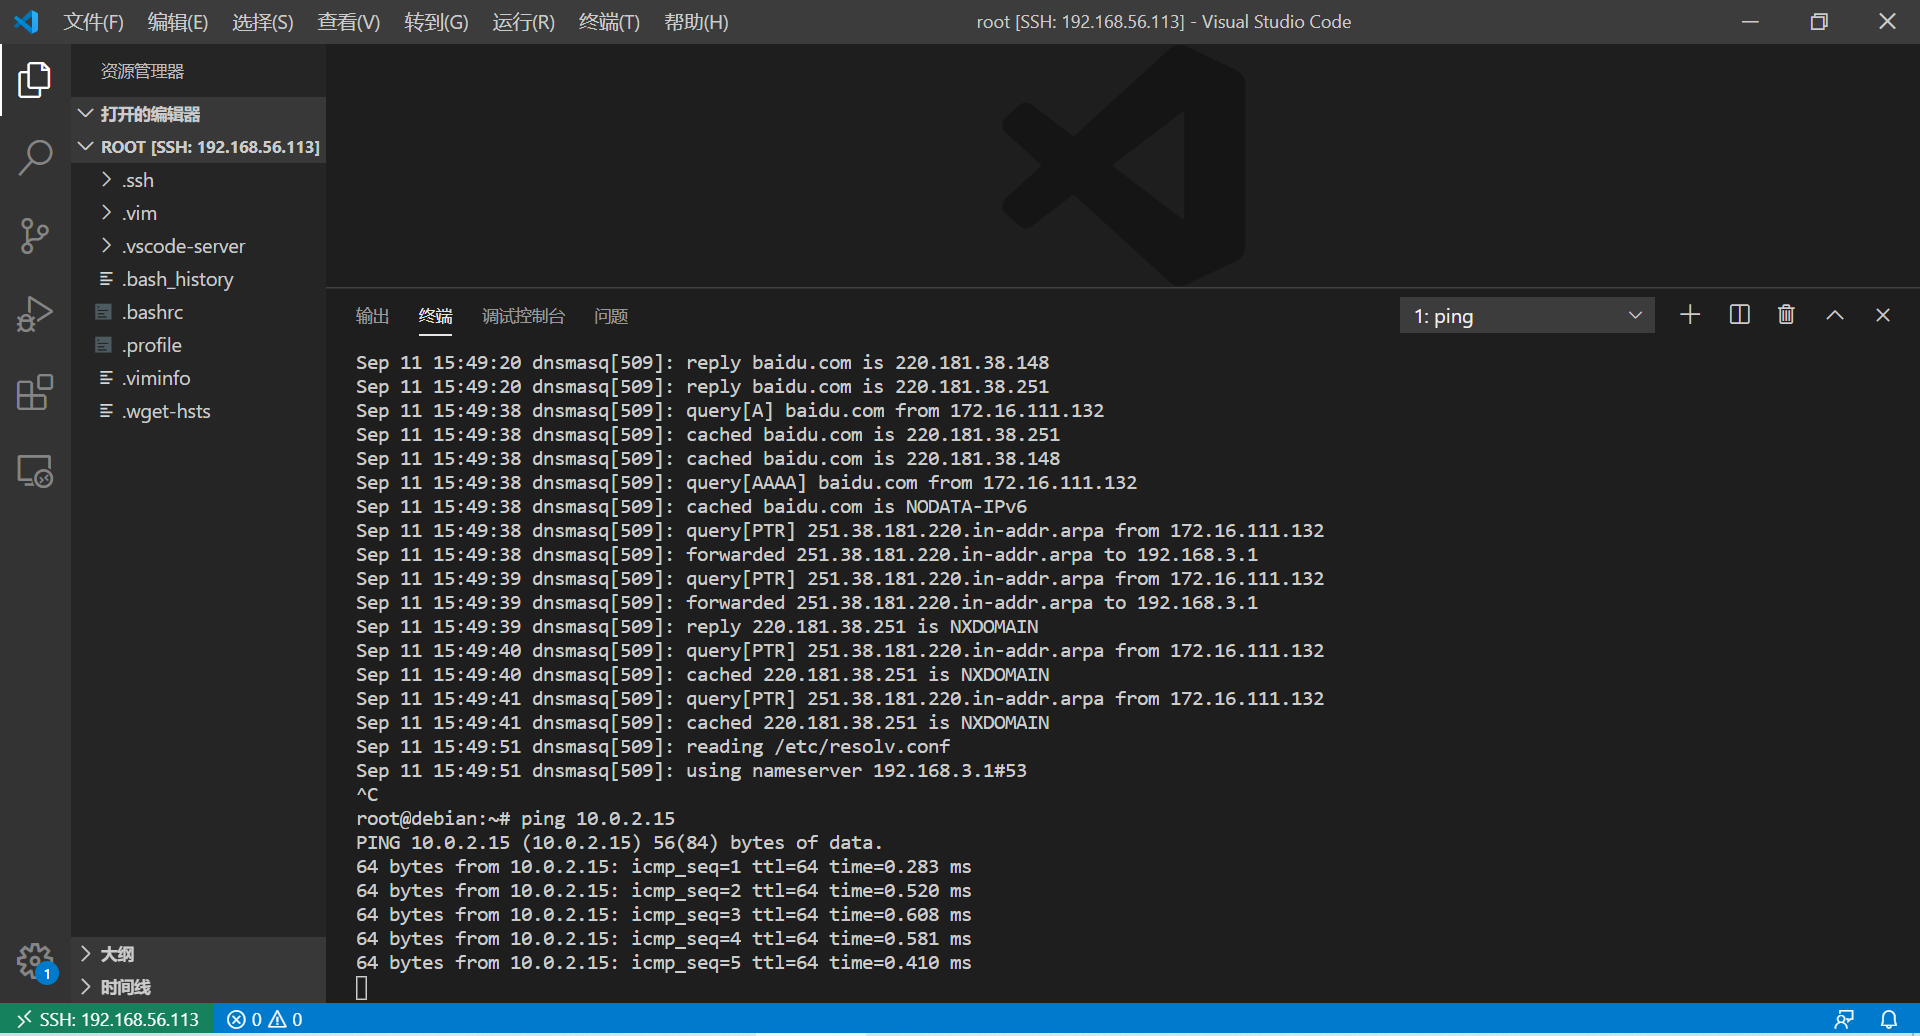 文件(F) 编辑(E) 选择(S) 查看(V) 转到(G) 运行(R) 终端(T) 帮助(H) root [SSH: 192.168.56.113] - Visual Studio Code
资源管理器
打开的编辑器
ROOT [SSH: 192.168.56.113]
.ssh
.vim
.vscode-server
.bash_history
.bashrc
.profile
.viminfo
.wget-hsts
大纲
时间线
1
输出 终端 调试控制台 问题 1: ping
Sep 11 15:49:20 dnsmasq[509]: reply baidu.com is 220.181.38.148
Sep 11 15:49:20 dnsmasq[509]: reply baidu.com is 220.181.38.251
Sep 11 15:49:38 dnsmasq[509]: query[A] baidu.com from 172.16.111.132
Sep 11 15:49:38 dnsmasq[509]: cached baidu.com is 220.181.38.251
Sep 11 15:49:38 dnsmasq[509]: cached baidu.com is 220.181.38.148
Sep 11 15:49:38 dnsmasq[509]: query[AAAA] baidu.com from 172.16.111.132
Sep 11 15:49:38 dnsmasq[509]: cached baidu.com is NODATA-IPv6
Sep 11 15:49:38 dnsmasq[509]: query[PTR] 251.38.181.220.in-addr.arpa from 172.16.111.132
Sep 11 15:49:38 dnsmasq[509]: forwarded 251.38.181.220.in-addr.arpa to 192.168.3.1
Sep 11 15:49:39 dnsmasq[509]: query[PTR] 251.38.181.220.in-addr.arpa from 172.16.111.132
Sep 11 15:49:39 dnsmasq[509]: forwarded 251.38.181.220.in-addr.arpa to 192.168.3.1
Sep 11 15:49:39 dnsmasq[509]: reply 220.181.38.251 is NXDOMAIN
Sep 11 15:49:40 dnsmasq[509]: query[PTR] 251.38.181.220.in-addr.arpa from 172.16.111.132
Sep 11 15:49:40 dnsmasq[509]: cached 220.181.38.251 is NXDOMAIN
Sep 11 15:49:41 dnsmasq[509]: query[PTR] 251.38.181.220.in-addr.arpa from 172.16.111.132
Sep 11 15:49:41 dnsmasq[509]: cached 220.181.38.251 is NXDOMAIN
Sep 11 15:49:51 dnsmasq[509]: reading /etc/resolv.conf
Sep 11 15:49:51 dnsmasq[509]: using nameserver 192.168.3.1#53
^C
root@debian:~# ping 10.0.2.15
PING 10.0.2.15 (10.0.2.15) 56(84) bytes of data.
64 bytes from 10.0.2.15: icmp_seq=1 ttl=64 time=0.283 ms
64 bytes from 10.0.2.15: icmp_seq=2 ttl=64 time=0.520 ms
64 bytes from 10.0.2.15: icmp_seq=3 ttl=64 time=0.608 ms
64 bytes from 10.0.2.15: icmp_seq=4 ttl=64 time=0.581 ms
64 bytes from 10.0.2.15: icmp_seq=5 ttl=64 time=0.410 ms
SSH: 192.168.56.113 0 0